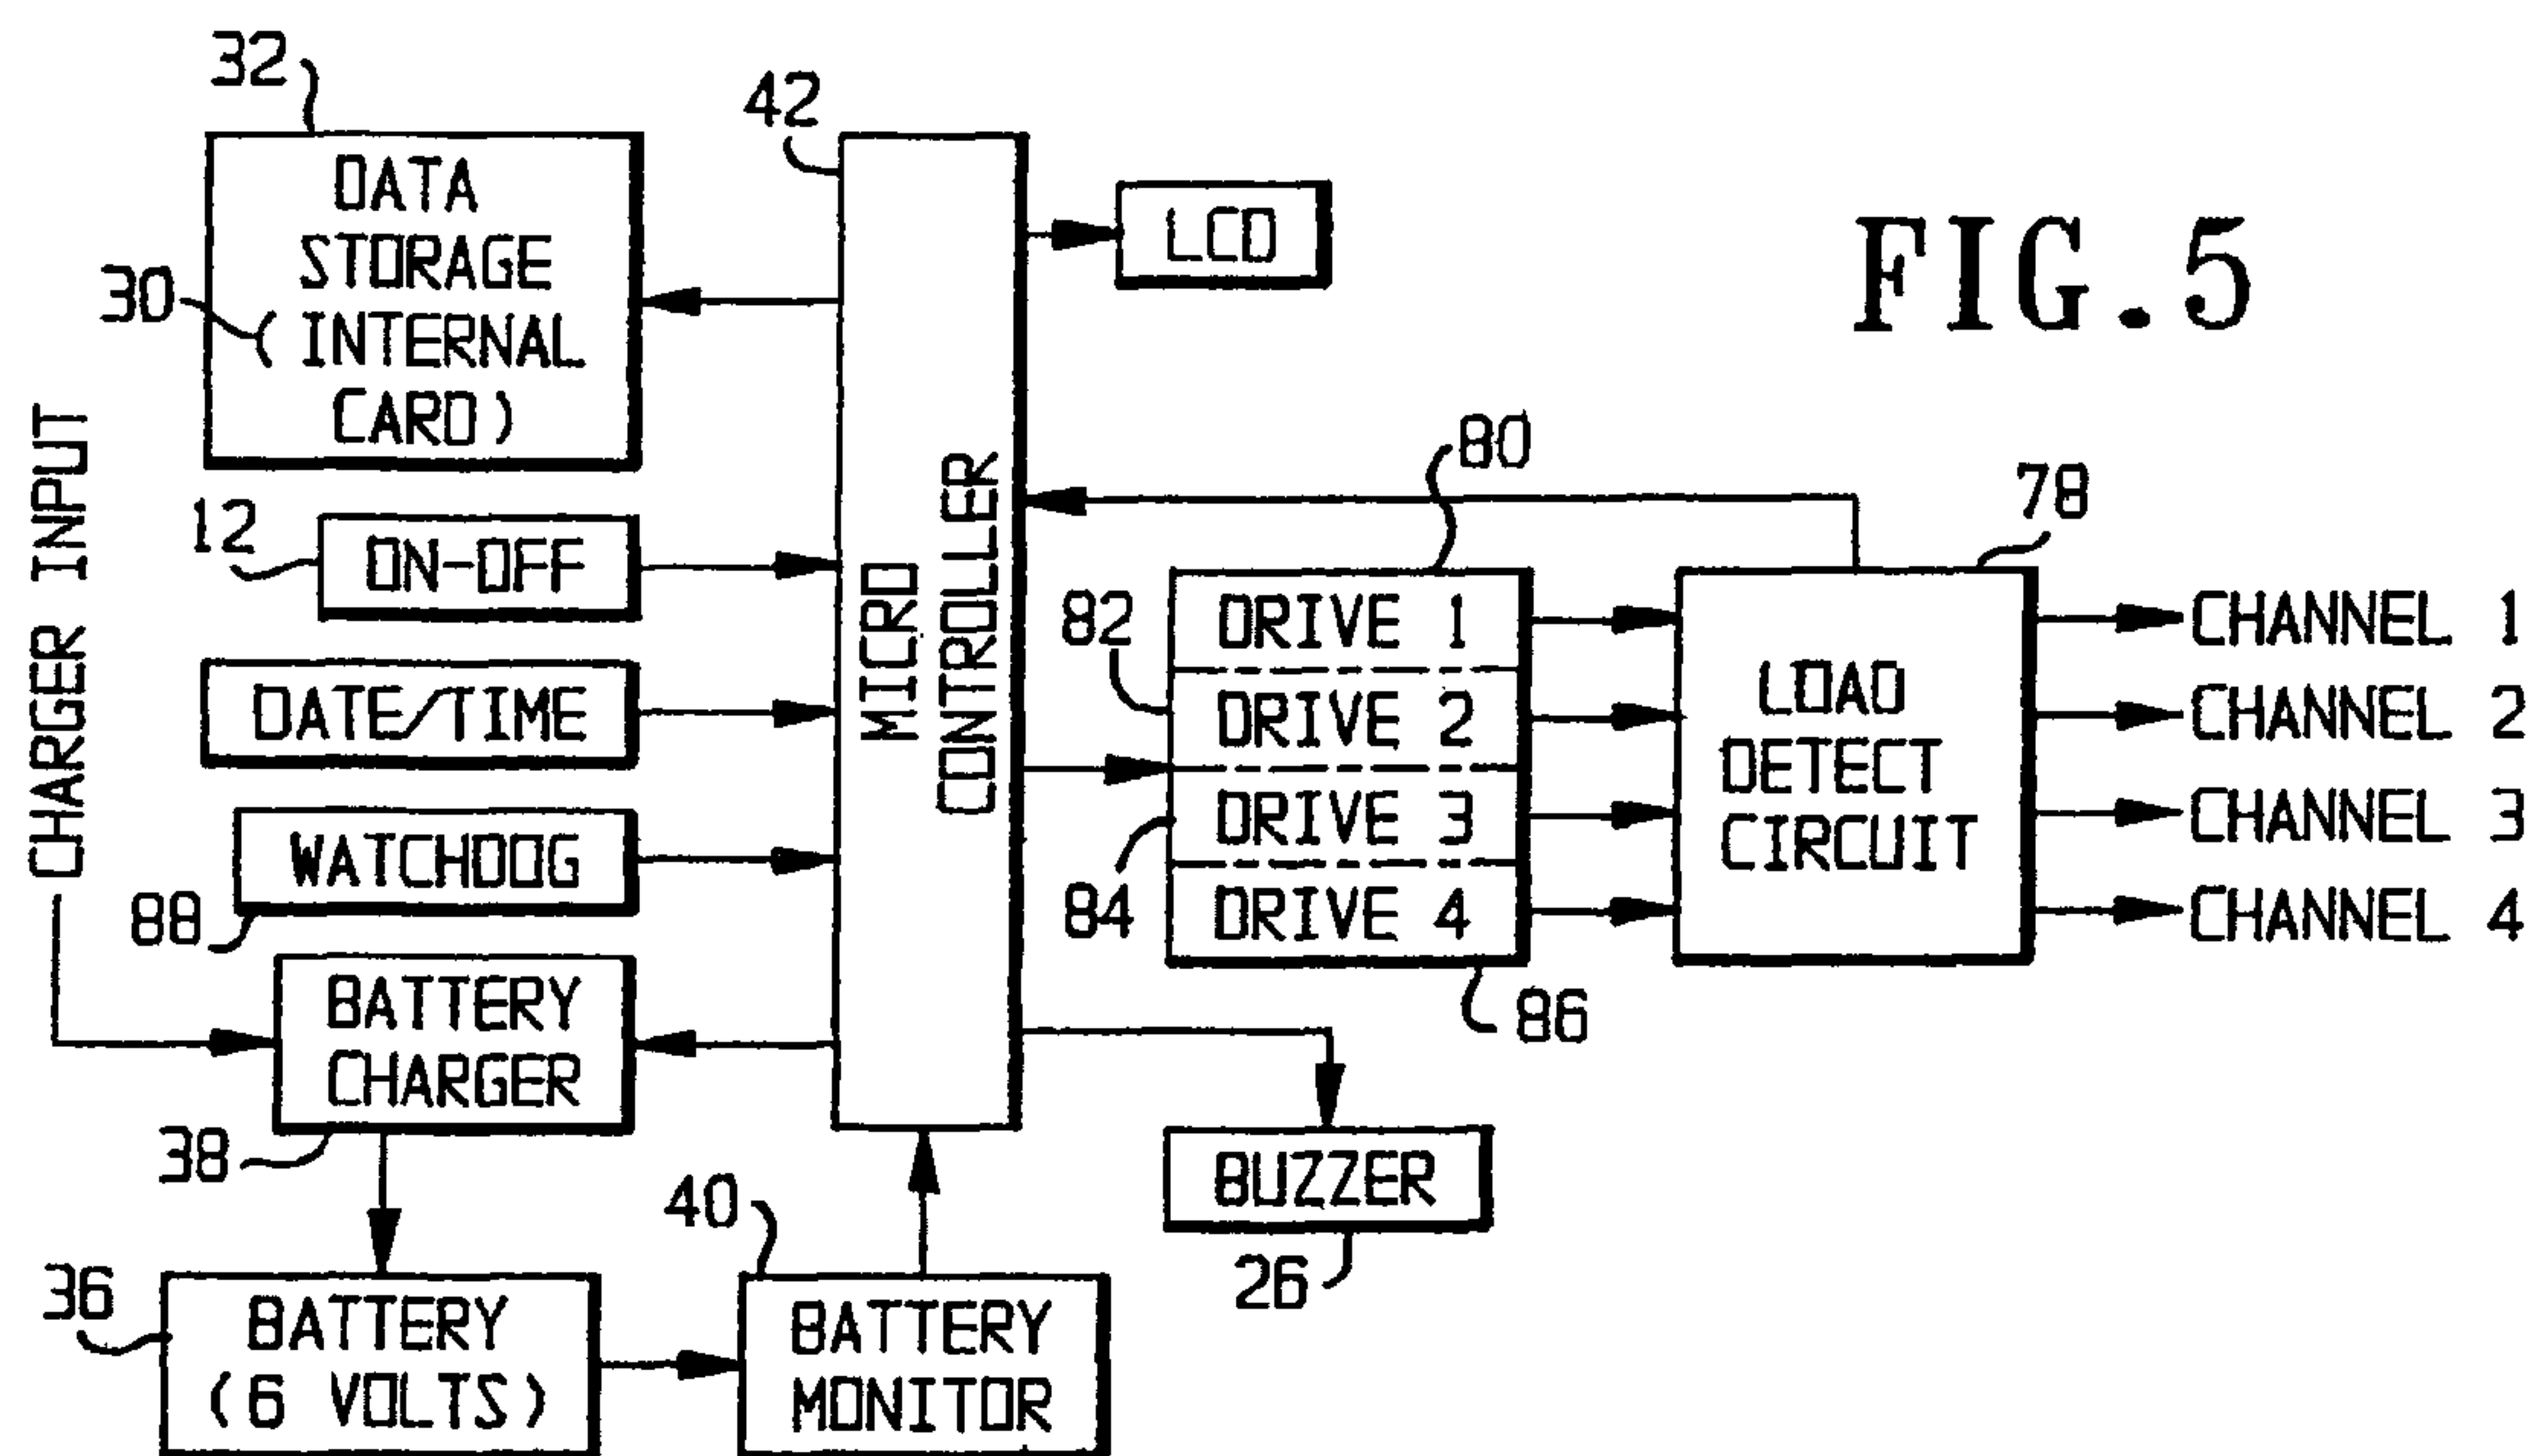 FIG.5
32
DATA
STORAGE
30
( INTERNAL
CARD )
42
MICRO
CONTROLLER
LCD
CHARGER INPUT
12
ON-OFF
DATE/TIME
WATCHDOG
88
BATTERY
CHARGER
38
36
BATTERY
(6 VOLTS)
40
BATTERY
MONITOR
80
82
DRIVE 1
DRIVE 2
DRIVE 3
84
DRIVE 4
86
78
LOAD
DETECT
CIRCUIT
CHANNEL 1
CHANNEL 2
CHANNEL 3
CHANNEL 4
BUZZER
26